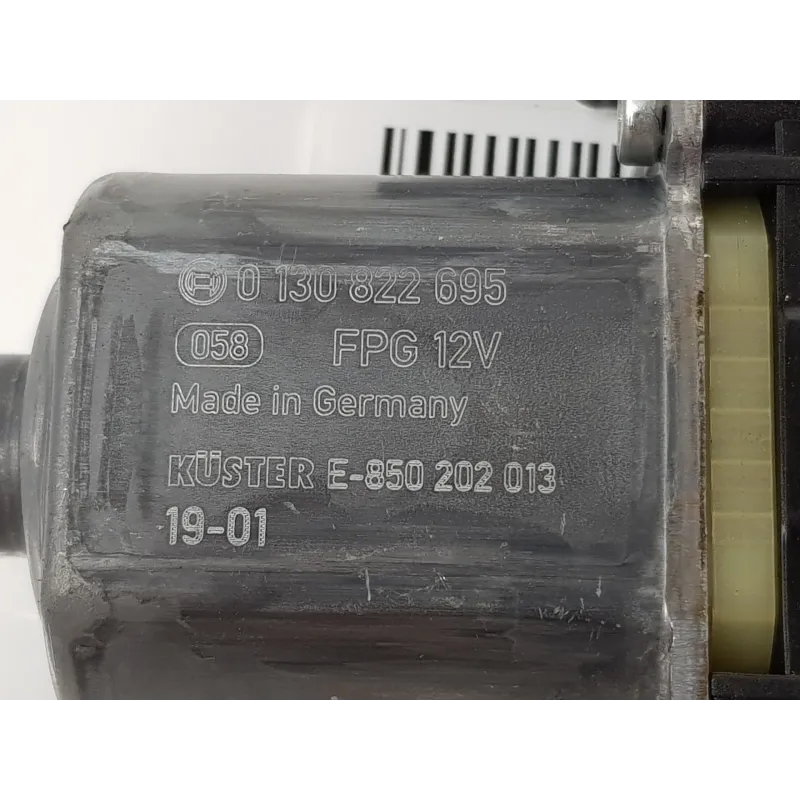 0 130 822 695
058 FPG 12V
Made in Germany
KÜSTER E-850 202 013
19-01